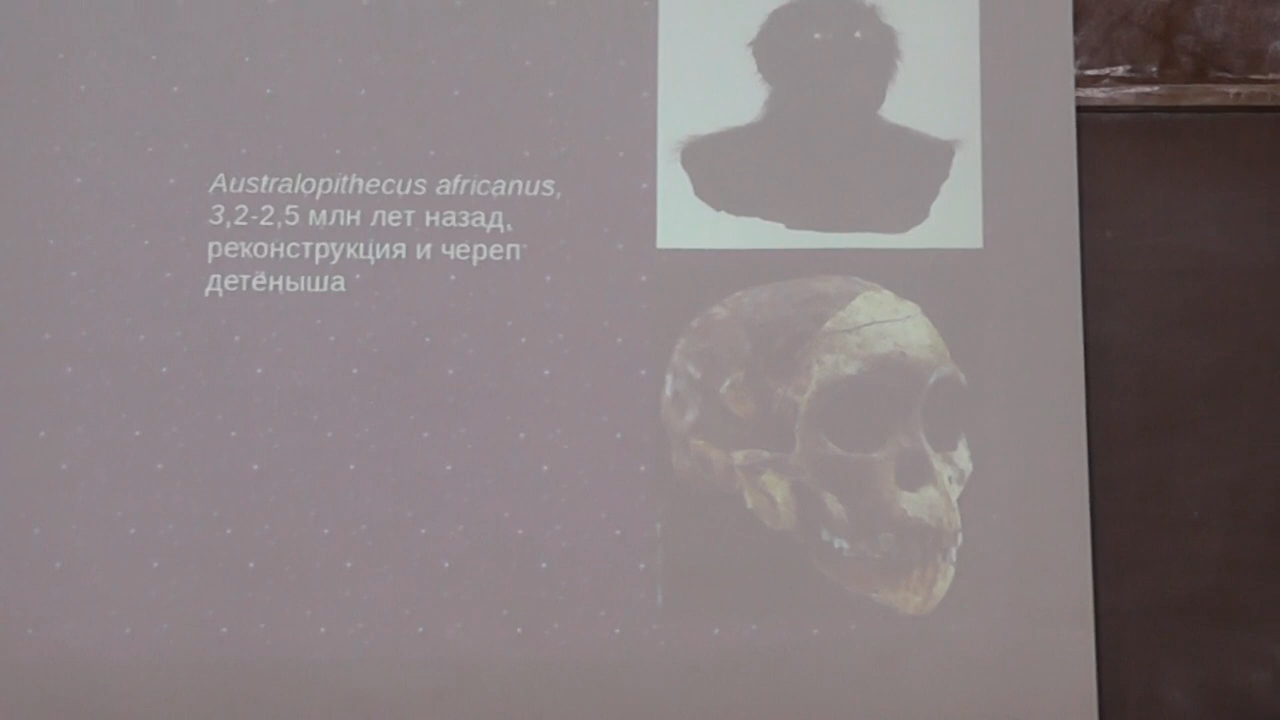 Australopithecus africanus,
3,2-2,5 млн лет назад,
реконструкция и череп
детёныша